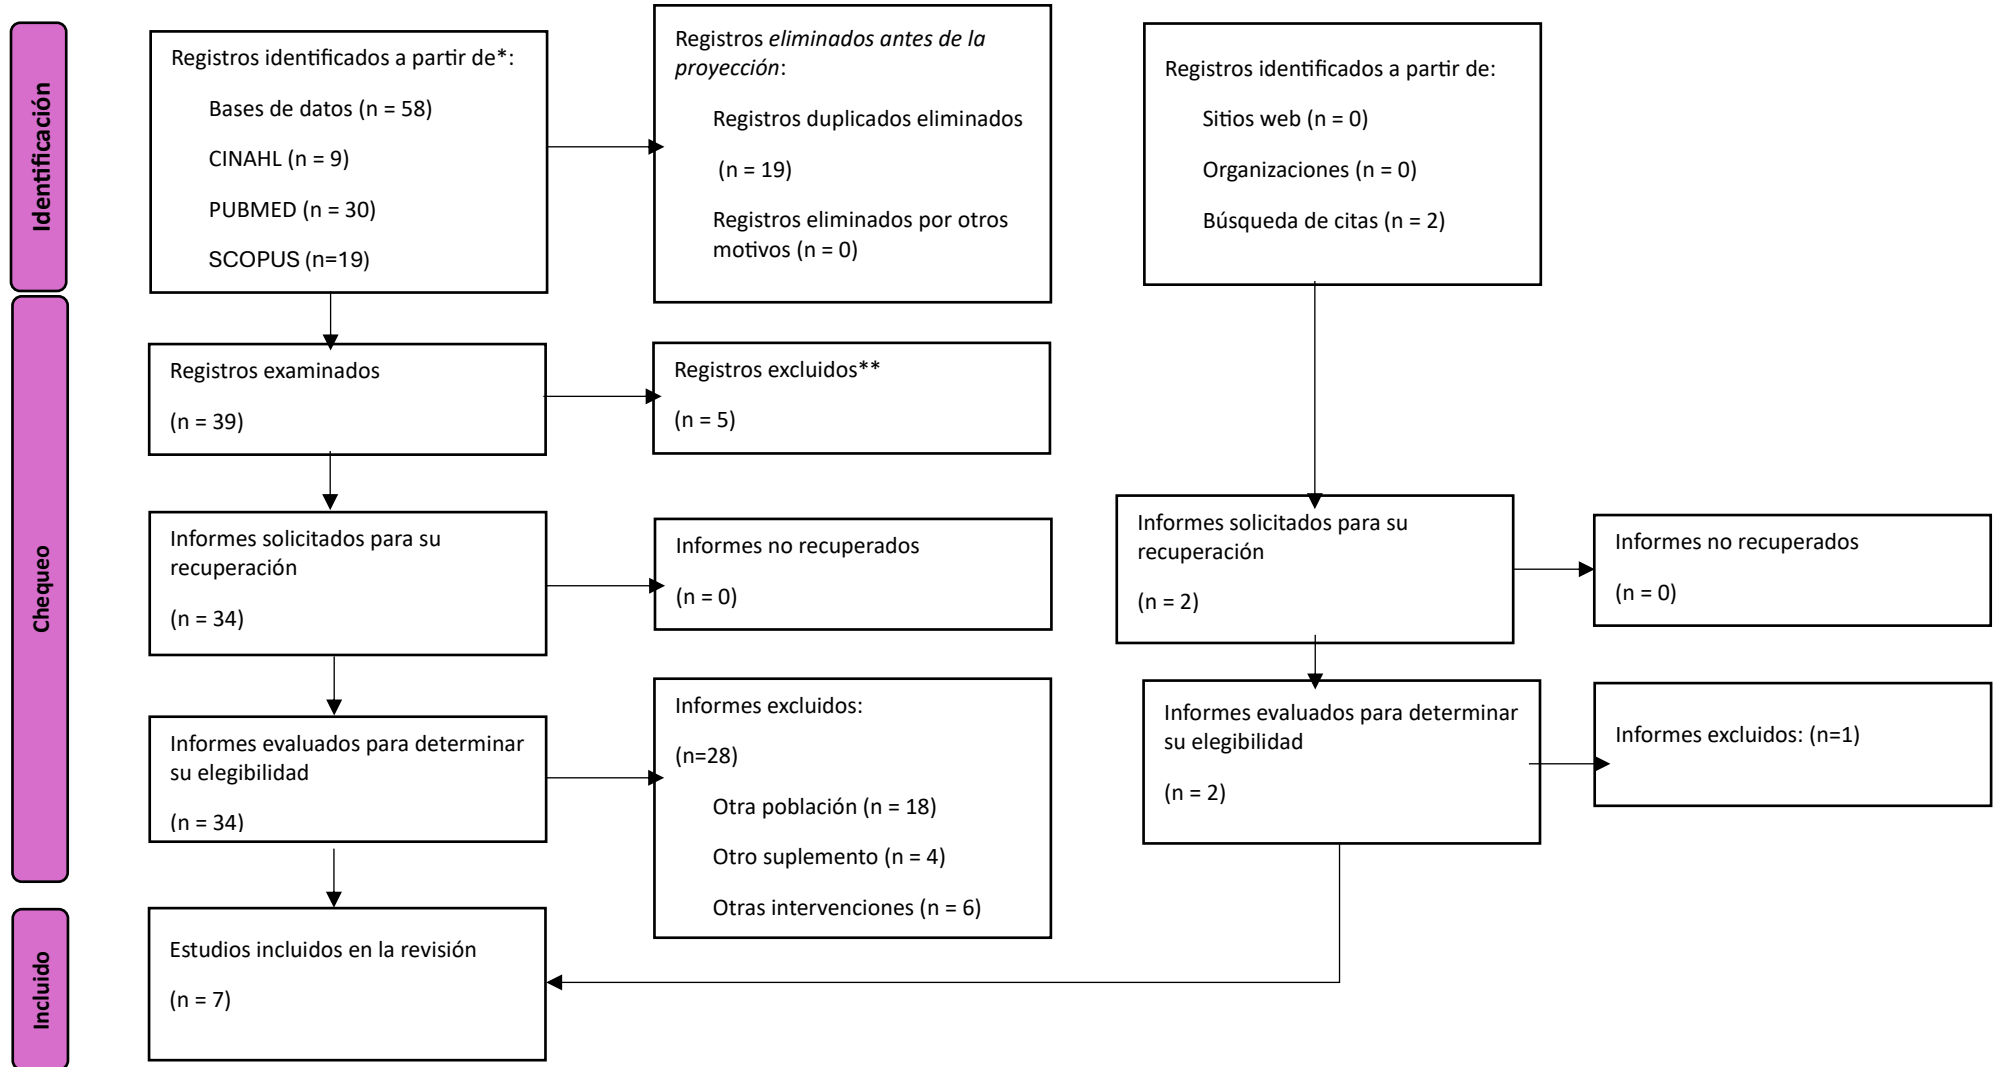 Identificación
Registros identificados a partir de*:
Bases de datos (n = 58)
CINAHL (n = 9)
PUBMED (n = 30)
SCOPUS (n=19)
Registros eliminados antes de la
proyección:
Registros duplicados eliminados
(n = 19)
Registros eliminados por otros
motivos (n = 0)
Registros identificados a partir de:
Sitios web (n = 0)
Organizaciones (n = 0)
Búsqueda de citas (n = 2)
Chequeo
Registros examinados
(n = 39)
Registros excluidos**
(n = 5)
Informes solicitados para su
recuperación
(n = 34)
Informes no recuperados
(n = 0)
Informes solicitados para su
recuperación
(n = 2)
Informes no recuperados
(n = 0)
Informes evaluados para determinar
su elegibilidad
(n = 34)
Informes excluidos:
(n=28)
Otra población (n = 18)
Otro suplemento (n = 4)
Otras intervenciones (n = 6)
Informes evaluados para determinar
su elegibilidad
(n = 2)
Informes excluidos: (n=1)
Incluido
Estudios incluidos en la revisión
(n = 7)